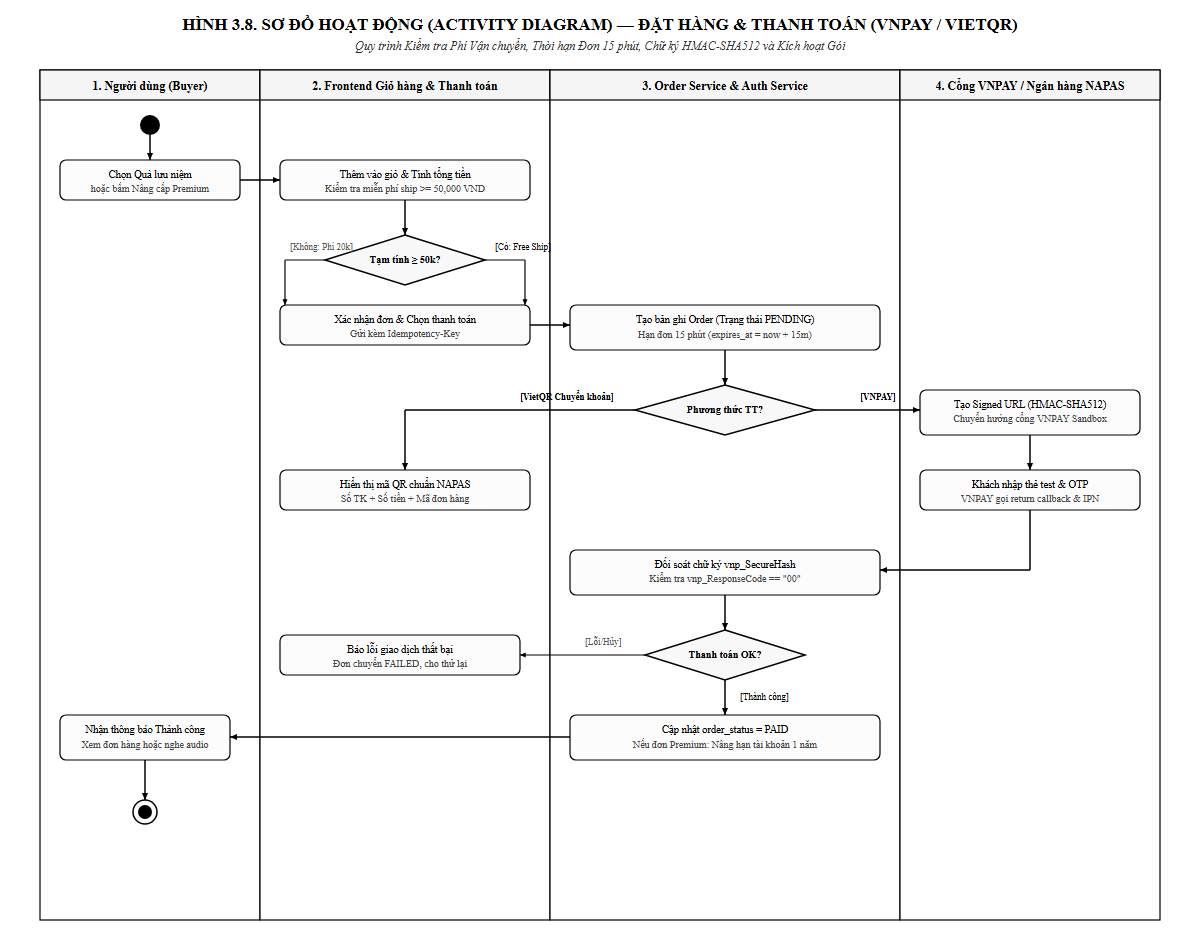 HÌNH 3.8. SƠ ĐỒ HOẠT ĐỘNG (ACTIVITY DIAGRAM) — ĐẶT HÀNG & THANH TOÁN (VNPAY / VIETQR)
Quy trình Kiểm tra Phí Vận chuyển, Thời hạn Đơn 15 phút, Chữ ký HMAC-SHA512 và Kích hoạt Gói
1. Người dùng (Buyer)
2. Frontend Giỏ hàng & Thanh toán
3. Order Service & Auth Service
4. Cổng VNPAY / Ngân hàng NAPAS
Chọn Quà lưu niệm
hoặc bấm Nâng cấp Premium
Thêm vào giỏ & Tính tổng tiền
Kiểm tra miễn phí ship >= 50,000 VND
[Không: Phí 20k]
[Có: Free Ship]
Tạm tính ≥ 50k?
Xác nhận đơn & Chọn thanh toán
Gửi kèm Idempotency-Key
Tạo bản ghi Order (Trạng thái PENDING)
Hạn đơn 15 phút (expires_at = now + 15m)
[VietQR Chuyển khoản]
[VNPAY]
Phương thức TT?
Tạo Signed URL (HMAC-SHA512)
Chuyển hướng cổng VNPAY Sandbox
Hiển thị mã QR chuẩn NAPAS
Số TK + Số tiền + Mã đơn hàng
Khách nhập thẻ test & OTP
VNPAY gọi return callback & IPN
Đối soát chữ ký vnp_SecureHash
Kiểm tra vnp_ResponseCode == "00"
[Lỗi/Hủy]
Thanh toán OK?
Báo lỗi giao dịch thất bại
Đơn chuyển FAILED, cho thử lại
[Thành công]
Nhận thông báo Thành công
Xem đơn hàng hoặc nghe audio
Cập nhật order_status = PAID
Nếu đơn Premium: Nâng hạn tài khoản 1 năm